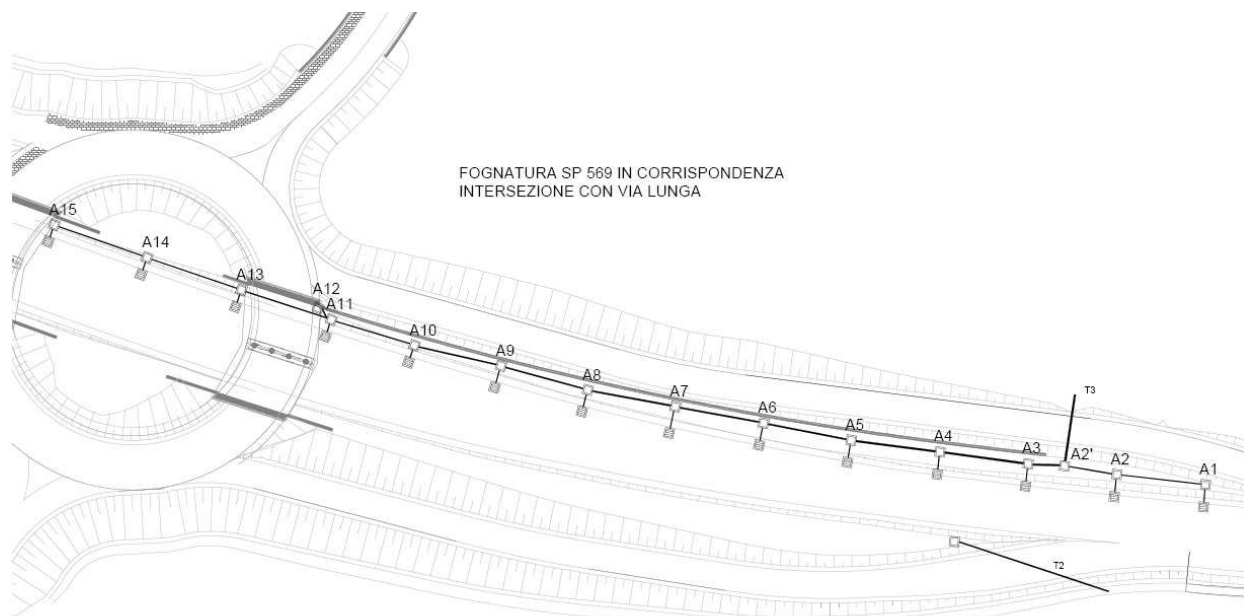 FOGNATURA SP 569 IN CORRISPONDENZA
INTERSEZIONE CON VIA LUNGA
A15
A14
A13
A12
A11
A10
A9
A8
A7
A6
A5
A4
A3
A2'
A2
A1
T3
T2